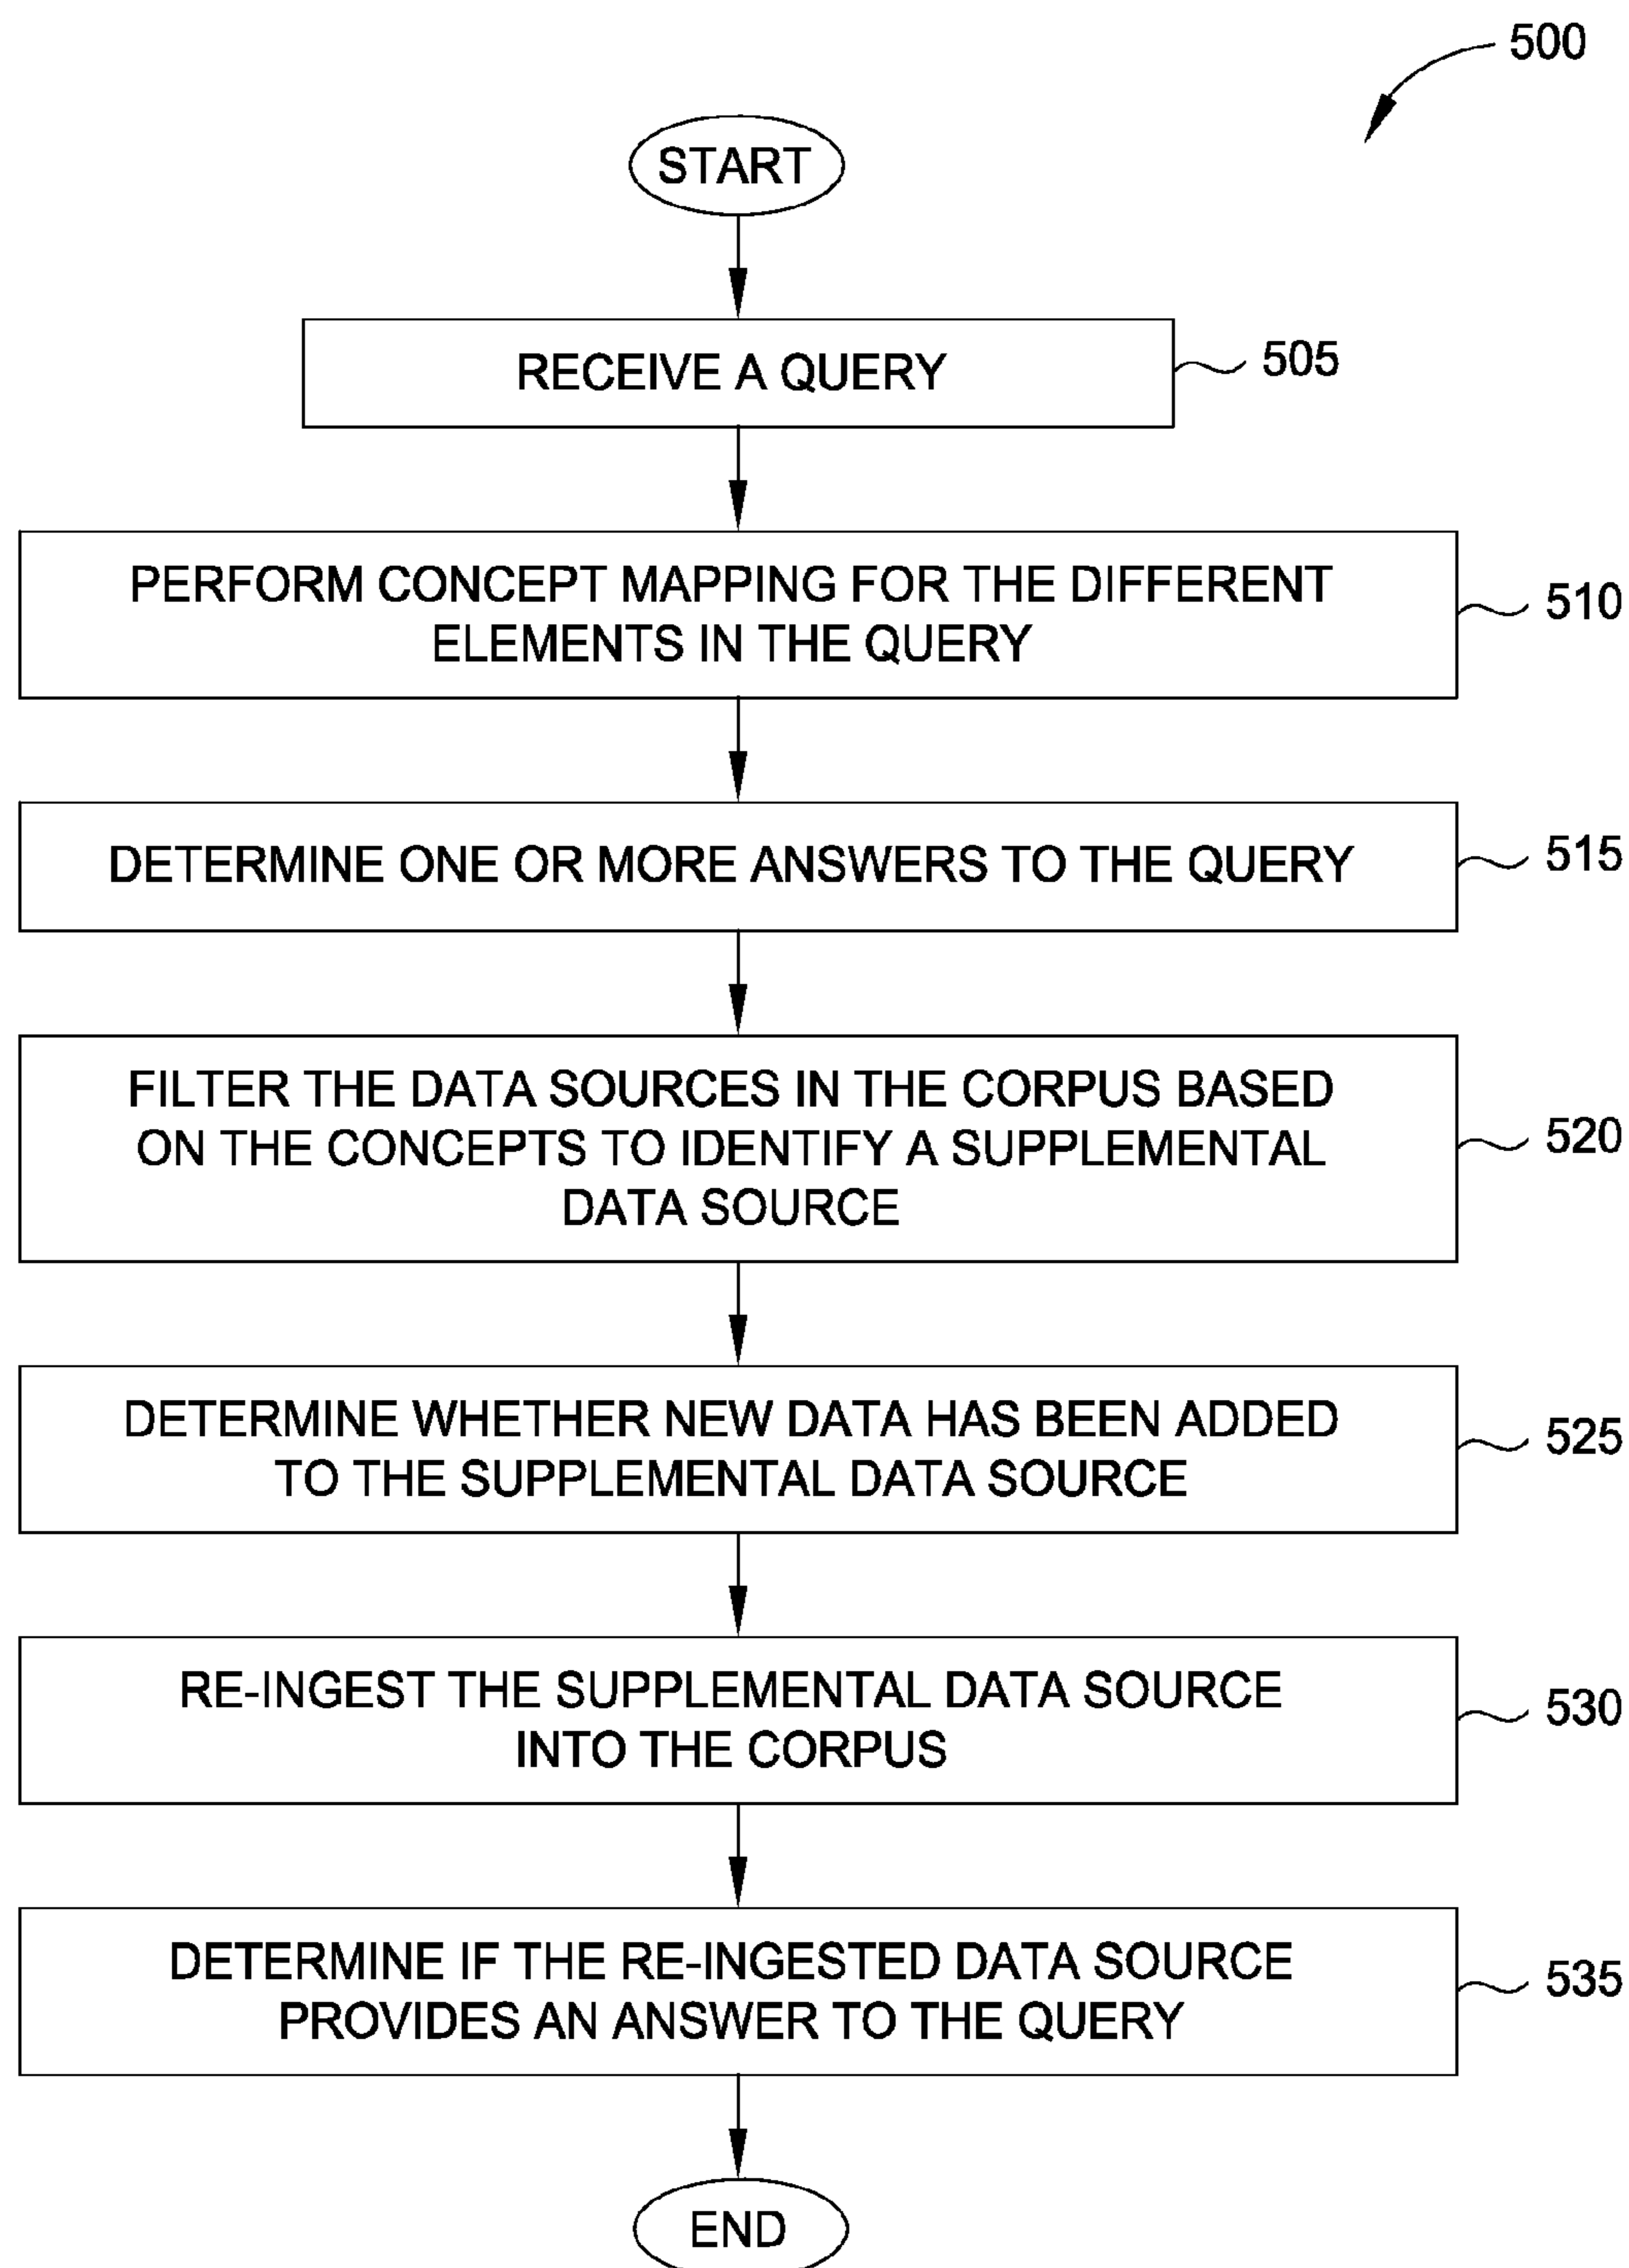 500
START
RECEIVE A QUERY
505
PERFORM CONCEPT MAPPING FOR THE DIFFERENT
ELEMENTS IN THE QUERY
510
DETERMINE ONE OR MORE ANSWERS TO THE QUERY
515
FILTER THE DATA SOURCES IN THE CORPUS BASED
ON THE CONCEPTS TO IDENTIFY A SUPPLEMENTAL
DATA SOURCE
520
DETERMINE WHETHER NEW DATA HAS BEEN ADDED
TO THE SUPPLEMENTAL DATA SOURCE
525
RE-INGEST THE SUPPLEMENTAL DATA SOURCE
INTO THE CORPUS
530
DETERMINE IF THE RE-INGESTED DATA SOURCE
PROVIDES AN ANSWER TO THE QUERY
535
END